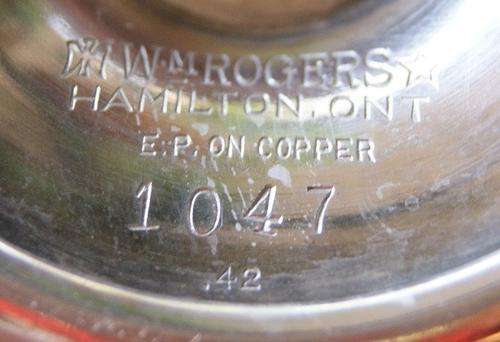 WM ROGERS
HAMILTON, ONT
E.P. ON COPPER
1047
.42